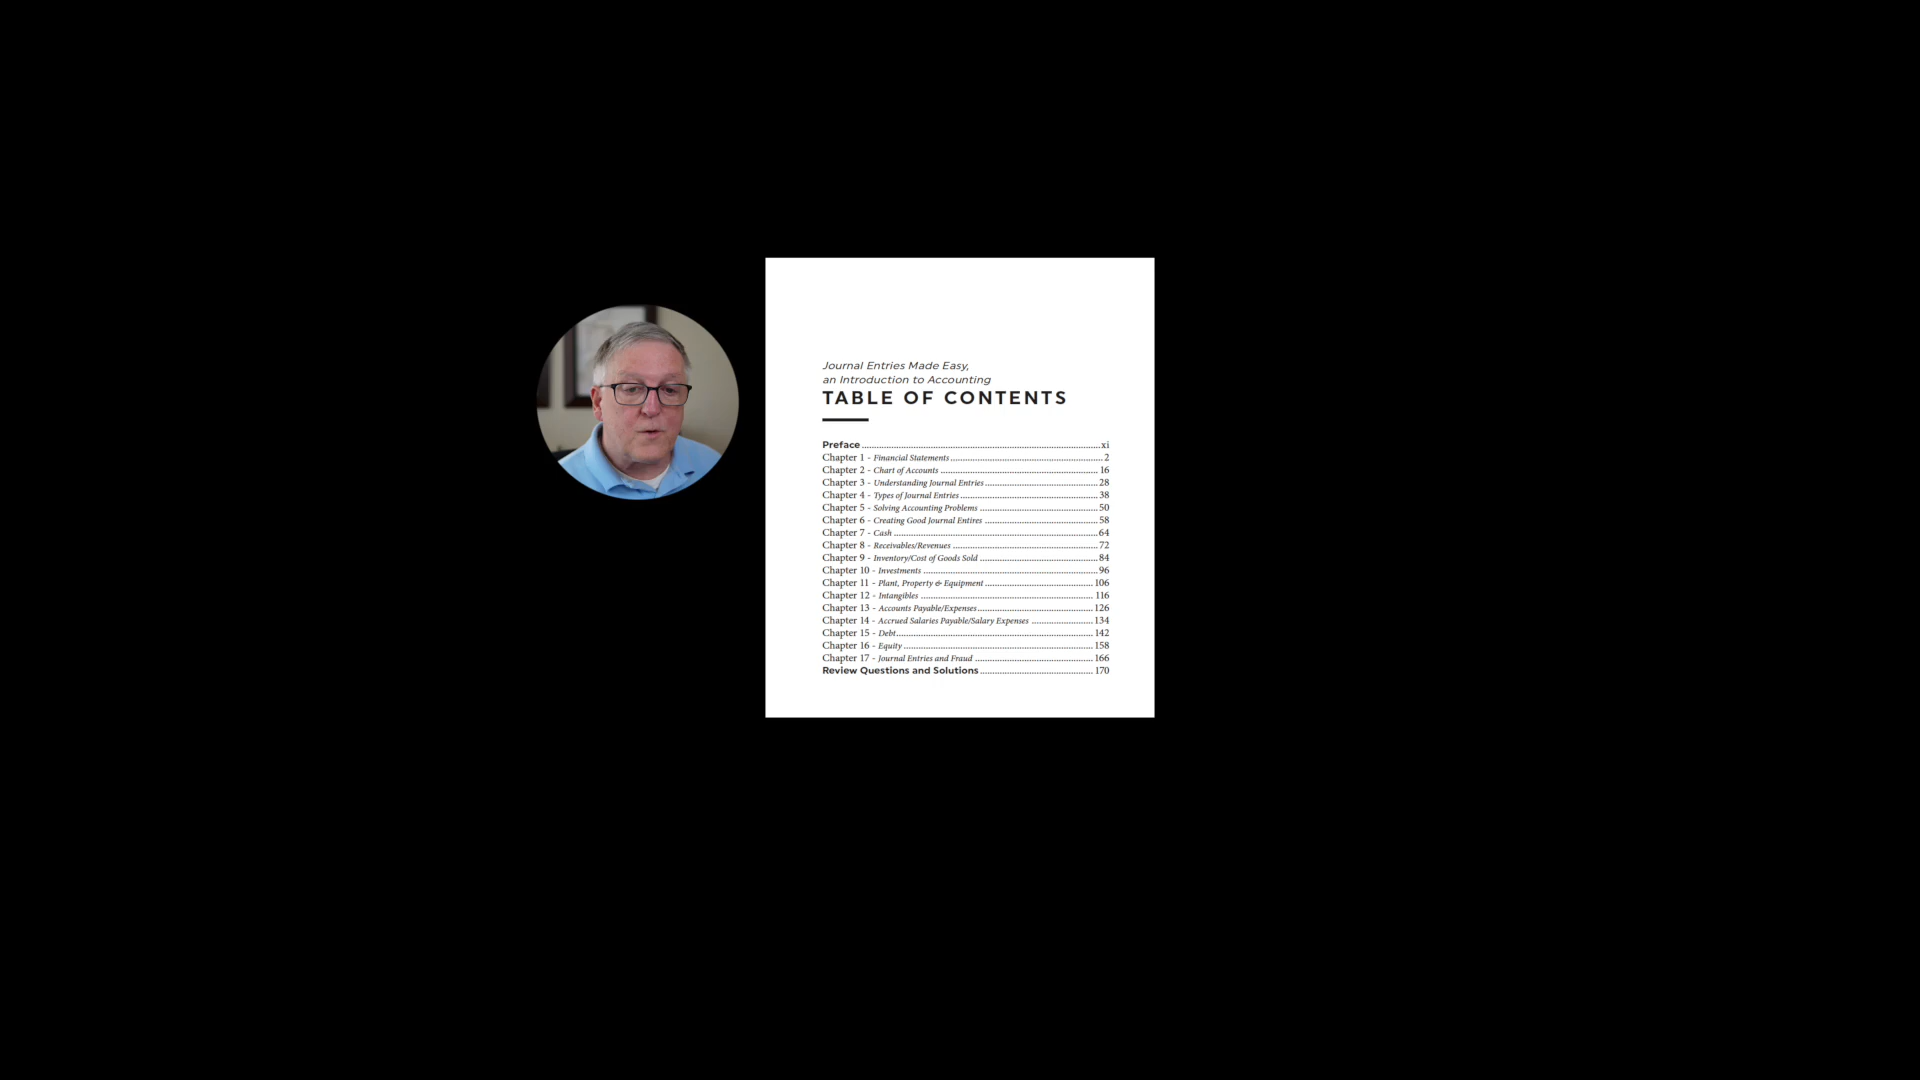 Journal Entries Made Easy,
an Introduction to Accounting
TABLE OF CONTENTS
Preface ........ xi
Chapter 1 - Financial Statements ........ 2
Chapter 2 - Chart of Accounts ........ 16
Chapter 3 - Understanding Journal Entries ........ 28
Chapter 4 - Types of Journal Entries ........ 38
Chapter 5 - Solving Accounting Problems ........ 50
Chapter 6 - Creating Good Journal Entires ........ 58
Chapter 7 - Cash ........ 64
Chapter 8 - Receivables/Revenues ........ 72
Chapter 9 - Inventory/Cost of Goods Sold ........ 84
Chapter 10 - Investments ........ 96
Chapter 11 - Plant, Property & Equipment ........ 106
Chapter 12 - Intangibles ........ 116
Chapter 13 - Accounts Payable/Expenses ........ 126
Chapter 14 - Accrued Salaries Payable/Salary Expenses ........ 134
Chapter 15 - Debt ........ 142
Chapter 16 - Equity ........ 158
Chapter 17 - Journal Entries and Fraud ........ 166
Review Questions and Solutions ........ 170